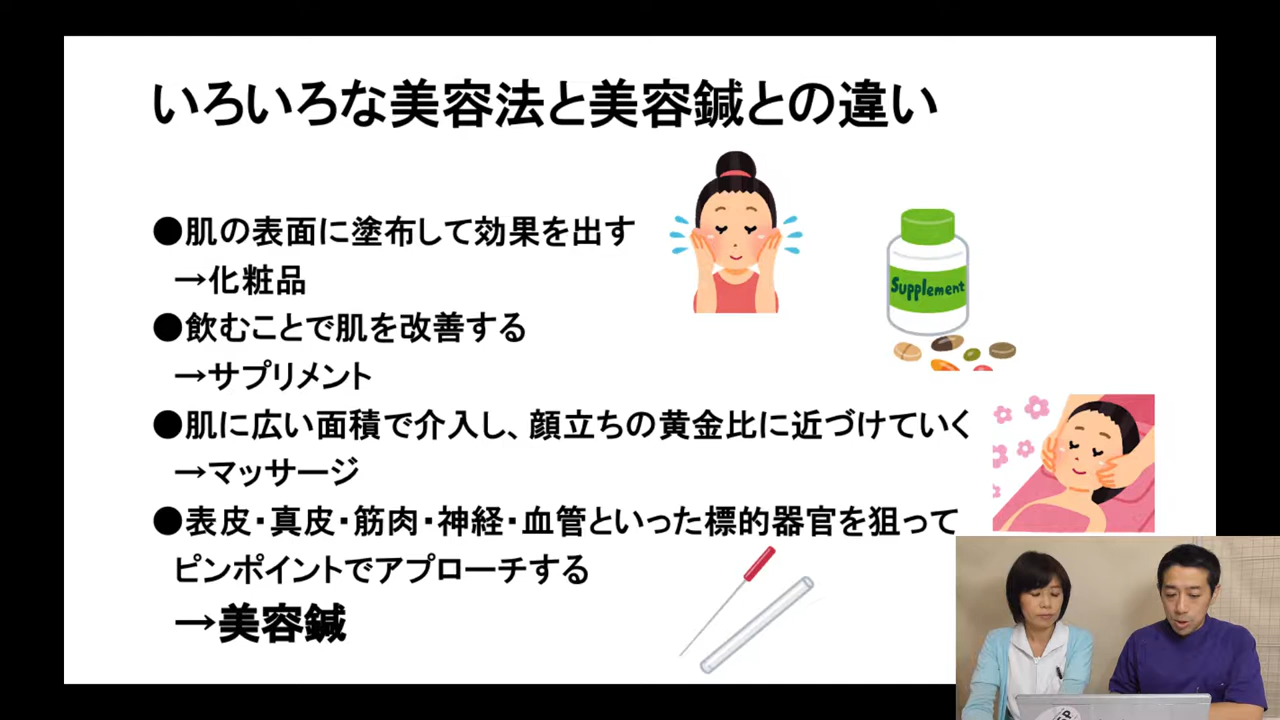 いろいろな美容法と美容鍼との違い
●肌の表面に塗布して効果を出す
→化粧品
●飲むことで肌を改善する
→サプリメント
●肌に広い面積で介入し、顔立ちの黄金比に近づけていく
→マッサージ
●表皮・真皮・筋肉・神経・血管といった標的器官を狙って
ピンポイントでアプローチする
→美容鍼
Supplement